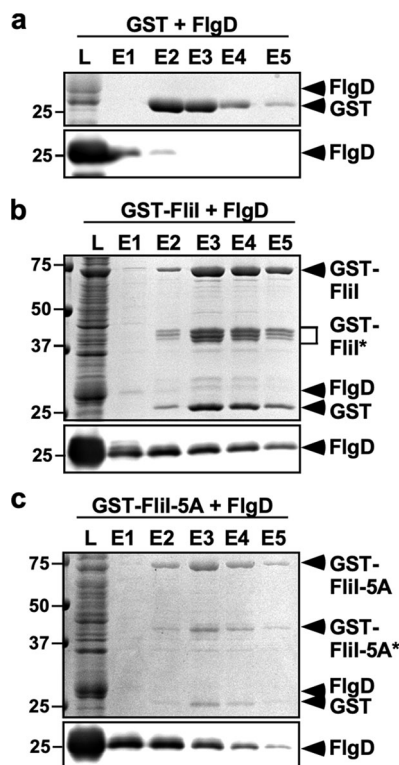 a
GST + FlgD
L E1 E2 E3 E4 E5
FlgD
25 GST
25 FlgD
b
GST-FliI + FlgD
L E1 E2 E3 E4 E5
75 GST-
FliI
50
GST-
37 FliI*
FlgD
25 GST
25 FlgD
c
GST-FliI-5A + FlgD
L E1 E2 E3 E4 E5
75 GST-
FliI-5A
50
GST-
37 FliI-5A*
FlgD
25 GST
25 FlgD